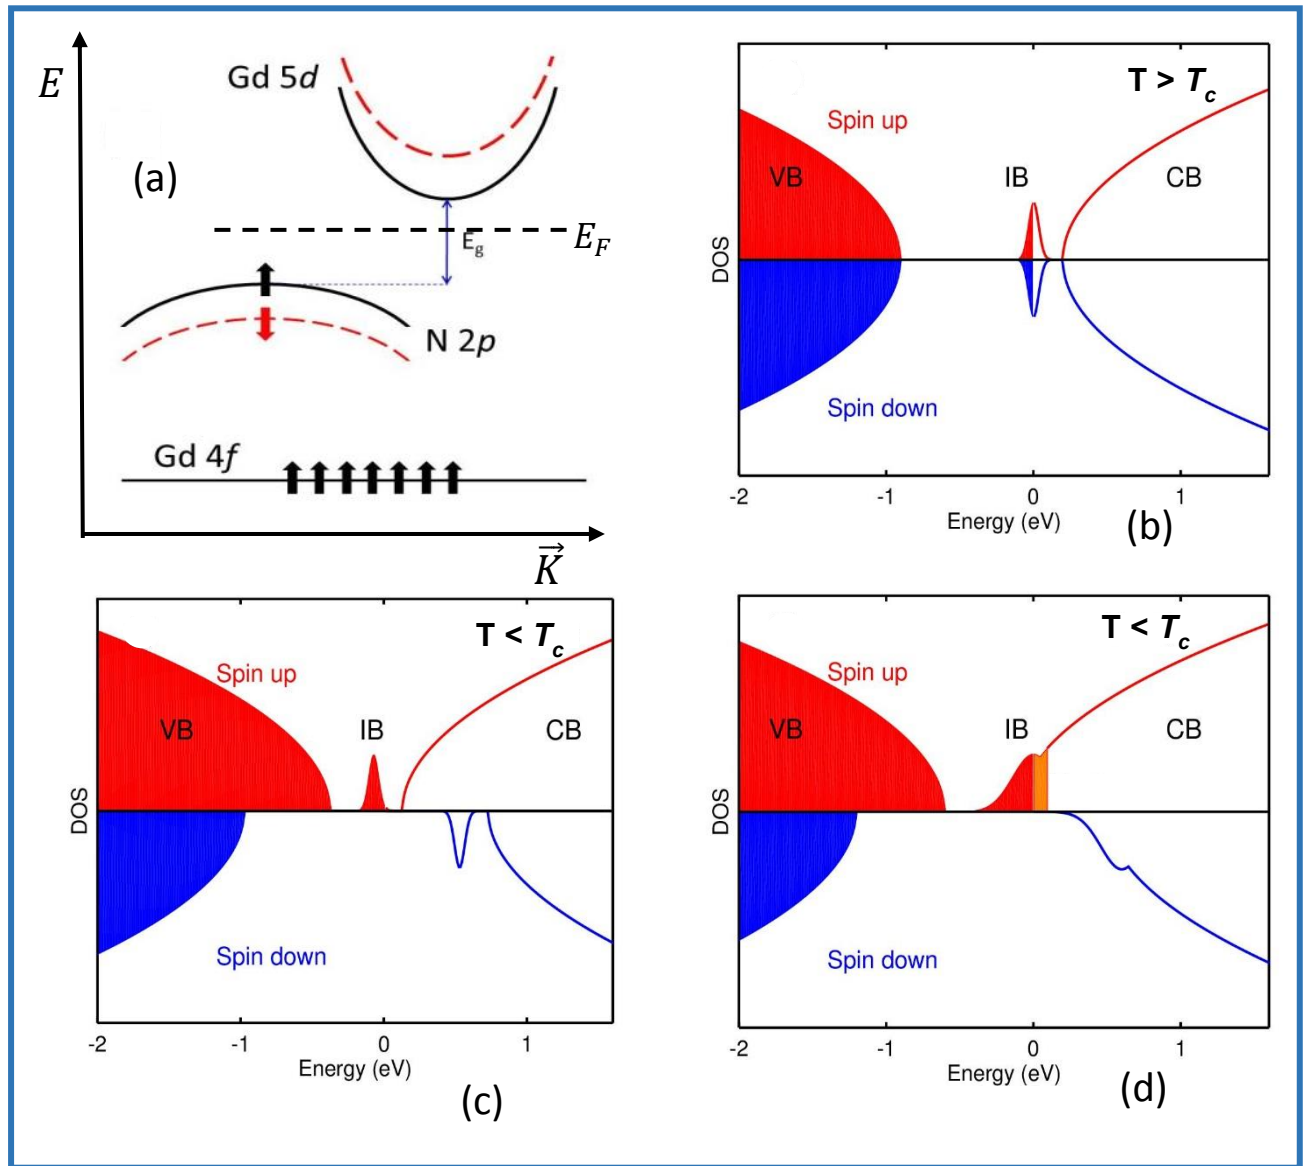 E
Gd 5d
(a)
E_g
E_F
N 2p
Gd 4f
K⃗
T > T_c
Spin up
VB
IB
CB
DOS
Spin down
-2 -1 0 1
Energy (eV)
(b)
T < T_c
Spin up
VB
IB
CB
DOS
Spin down
-2 -1 0 1
Energy (eV)
(c)
T < T_c
Spin up
VB
IB
CB
DOS
Spin down
-2 -1 0 1
Energy (eV)
(d)